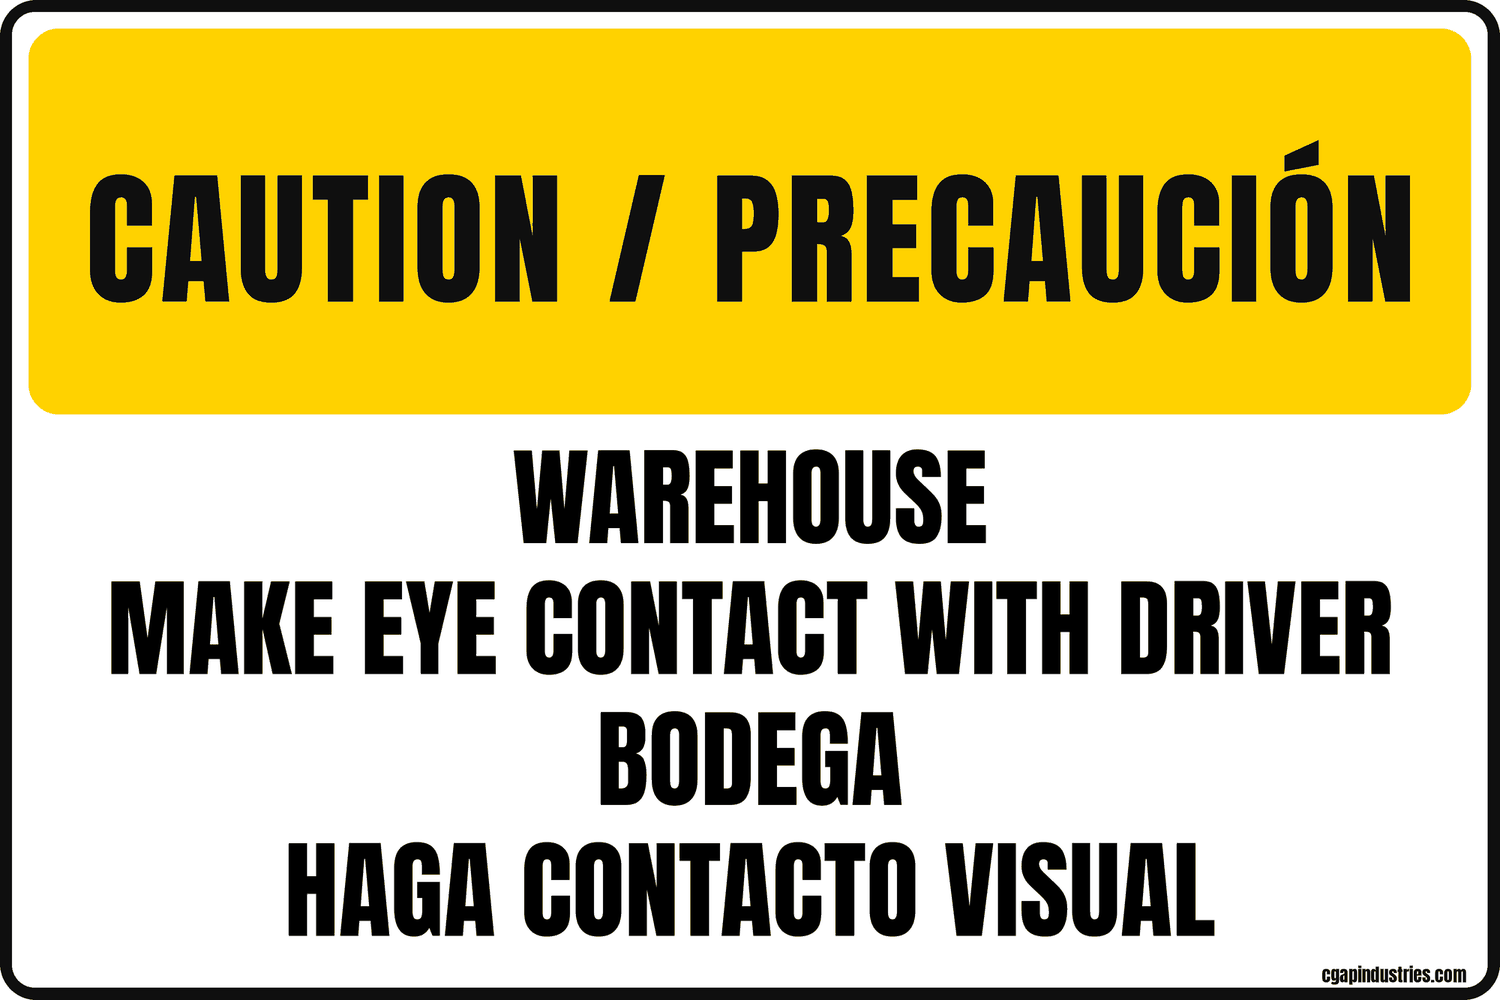 CAUTION / PRECAUCIÓN
WAREHOUSE
MAKE EYE CONTACT WITH DRIVER
BODEGA
HAGA CONTACTO VISUAL
cgapindustries.com